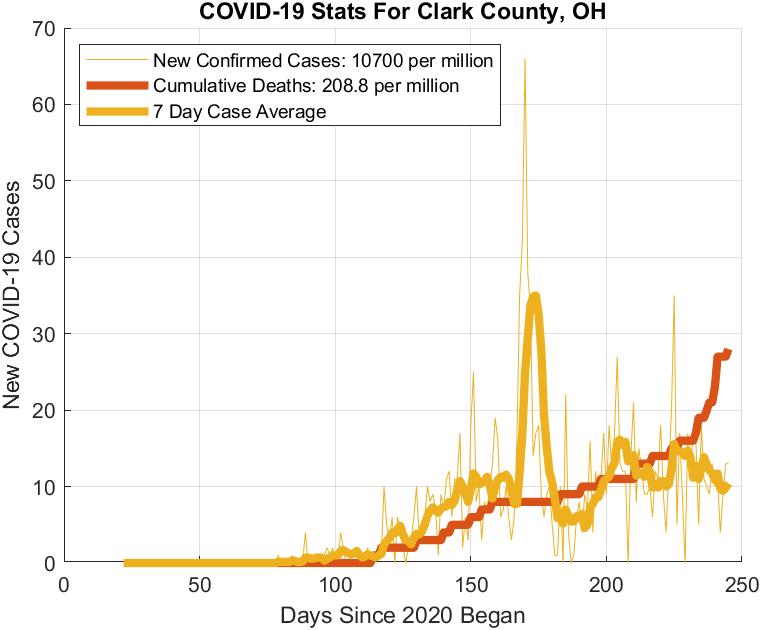 COVID-19 Stats For Clark County, OH
70
60
50
40
30
20
10
0
New COVID-19 Cases
New Confirmed Cases: 10700 per million
Cumulative Deaths: 208.8 per million
7 Day Case Average
0
50
100
150
200
250
Days Since 2020 Began